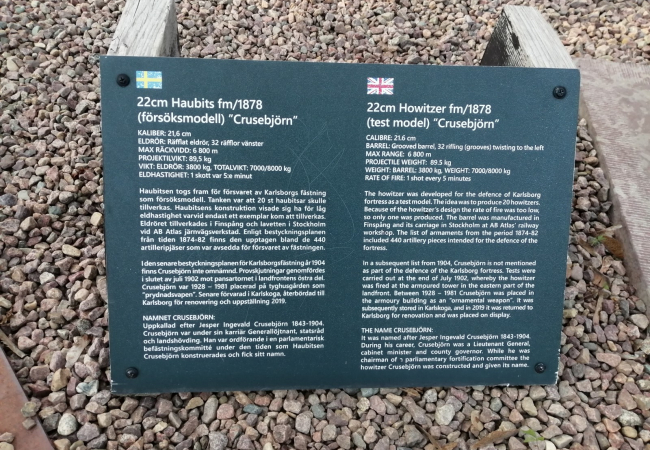 22cm Haubits fm/1878
(försöksmodell) ”Crusebjörn”
KALIBER: 21,6 cm
ELDRÖR: Räfflat eldrör, 32 räfflor vänster
MAX RÄCKVIDD: 6 800 m
PROJEKTILVIKT: 89,5 kg
VIKT: ELDRÖR: 3800 kg, TOTALVIKT: 7000/8000 kg
ELDHASTIGHET: 1 skott var 5:e minut
Haubitsen togs fram för försvaret av Karlsborgs fästning
som försöksmodell. Tanken var att 20 st haubitsar skulle
tillverkas. Haubitsens konstruktion visade sig ha för låg
eldhastighet varvid endast ett exemplar kom att tillverkas.
Eldröret tillverkades i Finspång och lavetten i Stockholm
vid AB Atlas järnvägsverkstad. Enligt bestyckningsplanen
från tiden 1874-82 fins den upptagen bland de 440
artilleripjäser som var avsedda för försvaret av fästningen.
I den senare bestyckningsplanen för Karlsborgs fästning år 1904
finns Crusebjörn inte omnämnd. Provskjutningar genomfördes
i slutet av juli 1902 mot pansartornet i landfrontens östra del.
Crusebjörn var 1928 – 1981 placerad på tyghusgården som
”prydnadsvapen”. Senare förvarad i Karlskoga, återbördad till
Karlsborg för renovering och uppställning 2019.
NAMNET CRUSEBJÖRN:
Uppkallad efter Jesper Ingevald Crusebjörn 1843-1904.
Crusebjörn var under sin karriär Generallöjtnant, statsråd
och landshövding. Han var ordförande i en parlamentarisk
befästningskommitté under den tiden som Haubitsen
Crusebjörn konstruerades och fick sitt namn.
22cm Howitzer fm/1878
(test model) ”Crusebjörn”
CALIBRE: 21.6 cm
BARREL: Grooved barrel, 32 rifling (grooves) twisting to the left
MAX RANGE: 6 800 m
PROJECTILE WEIGHT: 89.5 kg
WEIGHT: BARREL: 3800 kg, WEIGHT: 7000/8000 kg
RATE OF FIRE: 1 shot every 5 minutes
The howitzer was developed for the defence of Karlsborg
fortress as a test model. The idea was to produce 20 howitzers.
Because of the howitzer's design the rate of fire was too low,
so only one was produced. The barrel was manufactured in
Finspång and its carriage in Stockholm at AB Atlas' railway
workshop. The list of armaments from the period 1874-82
included 440 artillery pieces intended for the defence of the
fortress.
In a subsequent list from 1904, Crusebjörn is not mentioned
as part of the defence of the Karlsborg fortress. Tests were
carried out at the end of July 1902, whereby the howitzer
was fired at the armoured tower in the eastern part of the
landfront. Between 1928 – 1981 Crusebjörn was placed in
the armoury building as an ”ornamental weapon”. It was
subsequently stored in Karlskoga, and in 2019 it was returned to
Karlsborg for renovation and was placed on display.
THE NAME CRUSEBJÖRN:
It was named after Jesper Ingevald Crusebjörn 1843-1904.
During his career, Crusebjörn was a Lieutenant General,
cabinet minister and county governor. While he was
chairman of a parliamentary fortification committee the
howitzer Crusebjörn was constructed and given its name.